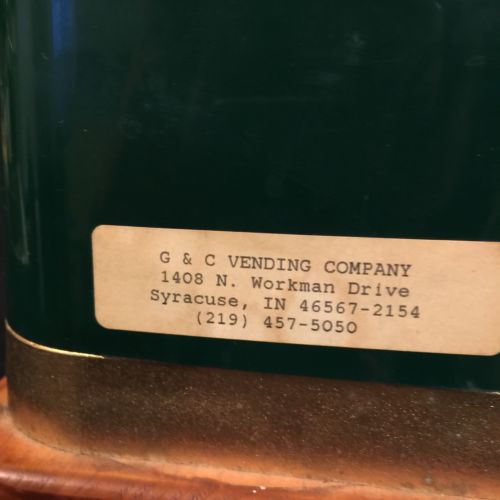 G & C VENDING COMPANY
1408 N. Workman Drive
Syracuse, IN 46567-2154
(219) 457-5050